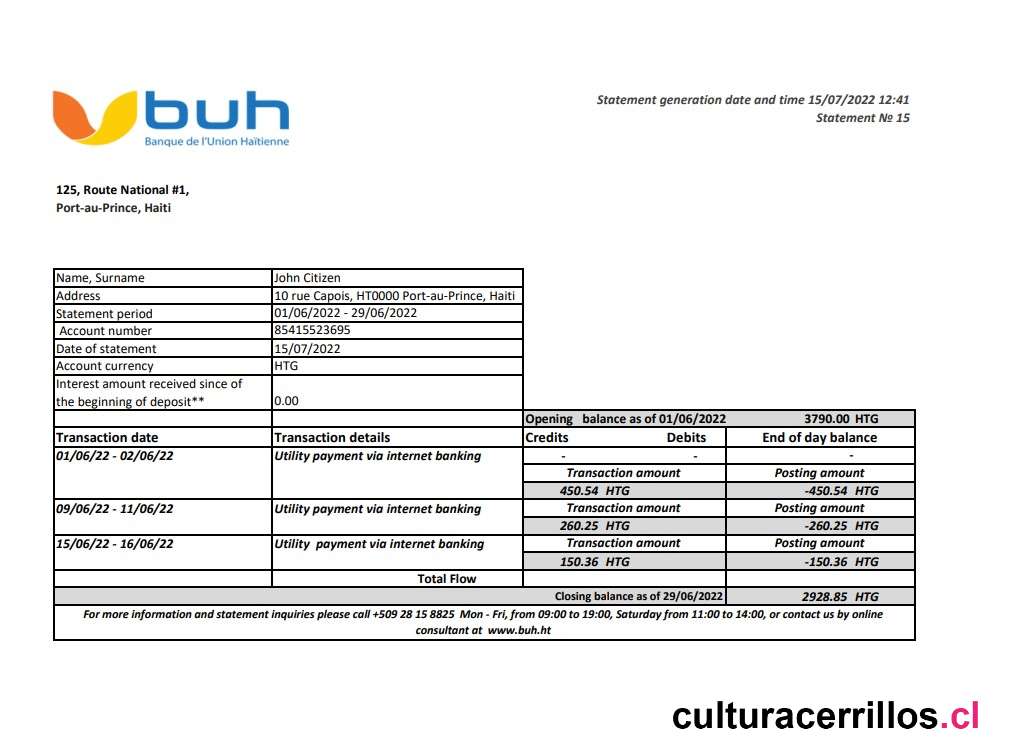 buh
Banque de l'Union Haïtienne
Statement generation date and time 15/07/2022 12:41
Statement № 15
125, Route National #1,
Port-au-Prince, Haiti
Name, Surname John Citizen
Address 10 rue Capois, HT0000 Port-au-Prince, Haiti
Statement period 01/06/2022 - 29/06/2022
Account number 85415523695
Date of statement 15/07/2022
Account currency HTG
Interest amount received since of
the beginning of deposit** 0.00
Opening balance as of 01/06/2022 3790.00 HTG
Transaction date Transaction details Credits Debits End of day balance
01/06/22 - 02/06/22 Utility payment via internet banking - - -
Transaction amount Posting amount
450.54 HTG -450.54 HTG
09/06/22 - 11/06/22 Utility payment via internet banking Transaction amount Posting amount
260.25 HTG -260.25 HTG
15/06/22 - 16/06/22 Utility payment via internet banking Transaction amount Posting amount
150.36 HTG -150.36 HTG
Total Flow
Closing balance as of 29/06/2022 2928.85 HTG
For more information and statement inquiries please call +509 28 15 8825 Mon - Fri, from 09:00 to 19:00, Saturday from 11:00 to 14:00, or contact us by online
consultant at www.buh.ht
culturacerrillos.cl